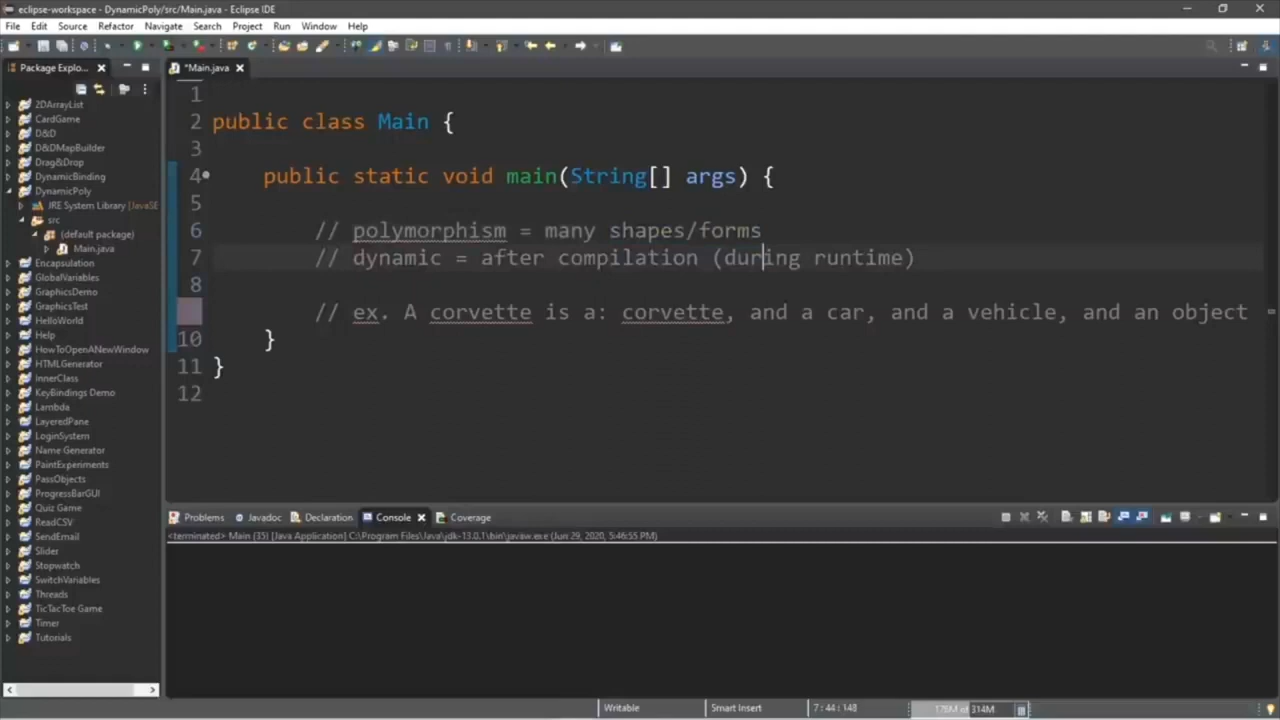 eclipse-workspace - DynamicPoly/src/Main.java - Eclipse IDE
File Edit Source Refactor Navigate Search Project Run Window Help
Package Explo...
*Main.java
2DArrayList
CardGame
D&D
D&DMapBuilder
Drag&Drop
DynamicBinding
DynamicPoly
JRE System Library [JavaSE
src
(default package)
Main.java
Encapsulation
GlobalVariables
GraphicsDemo
GraphicsTest
HelloWorld
Help
HowToOpenANewWindow
HTMLGenerator
InnerClass
KeyBindings Demo
Lambda
LayeredPane
LoginSystem
Name Generator
PaintExperiments
PassObjects
ProgressBarGUI
Quiz Game
ReadCSV
SendEmail
Slider
Stopwatch
SwitchVariables
Threads
TicTacToe Game
Timer
Tutorials
1
2 public class Main {
3
4 public static void main(String[] args) {
5
6 // polymorphism = many shapes/forms
7 // dynamic = after compilation (during runtime)
8
// ex. A corvette is a: corvette, and a car, and a vehicle, and an object
10 }
11 }
12
Problems Javadoc Declaration Console Coverage
<terminated> Main (35) [Java Application] C:\Program Files\Java\jdk-13.0.1\bin\javaw.exe (Jun 29, 2020, 5:46:55 PM)
Writable Smart Insert 7 : 44 : 148 178M of 314M